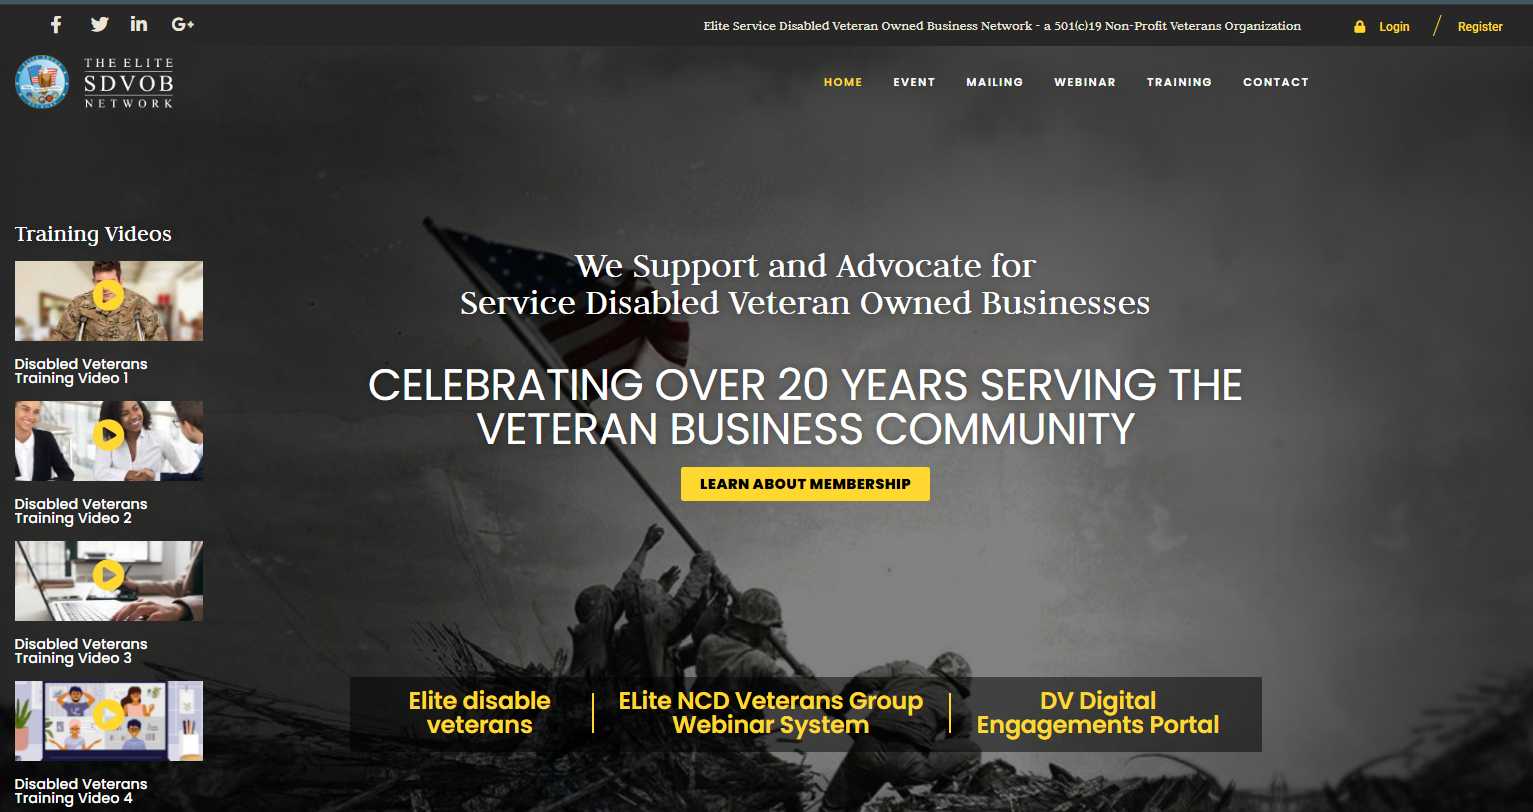 Elite Service Disabled Veteran Owned Business Network - a 501(c)19 Non-Profit Veterans Organization
Login
Register
THE ELITE
SDVOB
NETWORK
HOME
EVENT
MAILING
WEBINAR
TRAINING
CONTACT
Training Videos
Disabled Veterans
Training Video 1
Disabled Veterans
Training Video 2
Disabled Veterans
Training Video 3
Disabled Veterans
Training Video 4
We Support and Advocate for
Service Disabled Veteran Owned Businesses
CELEBRATING OVER 20 YEARS SERVING THE
VETERAN BUSINESS COMMUNITY
LEARN ABOUT MEMBERSHIP
Elite disable
veterans
ELite NCD Veterans Group
Webinar System
DV Digital
Engagements Portal